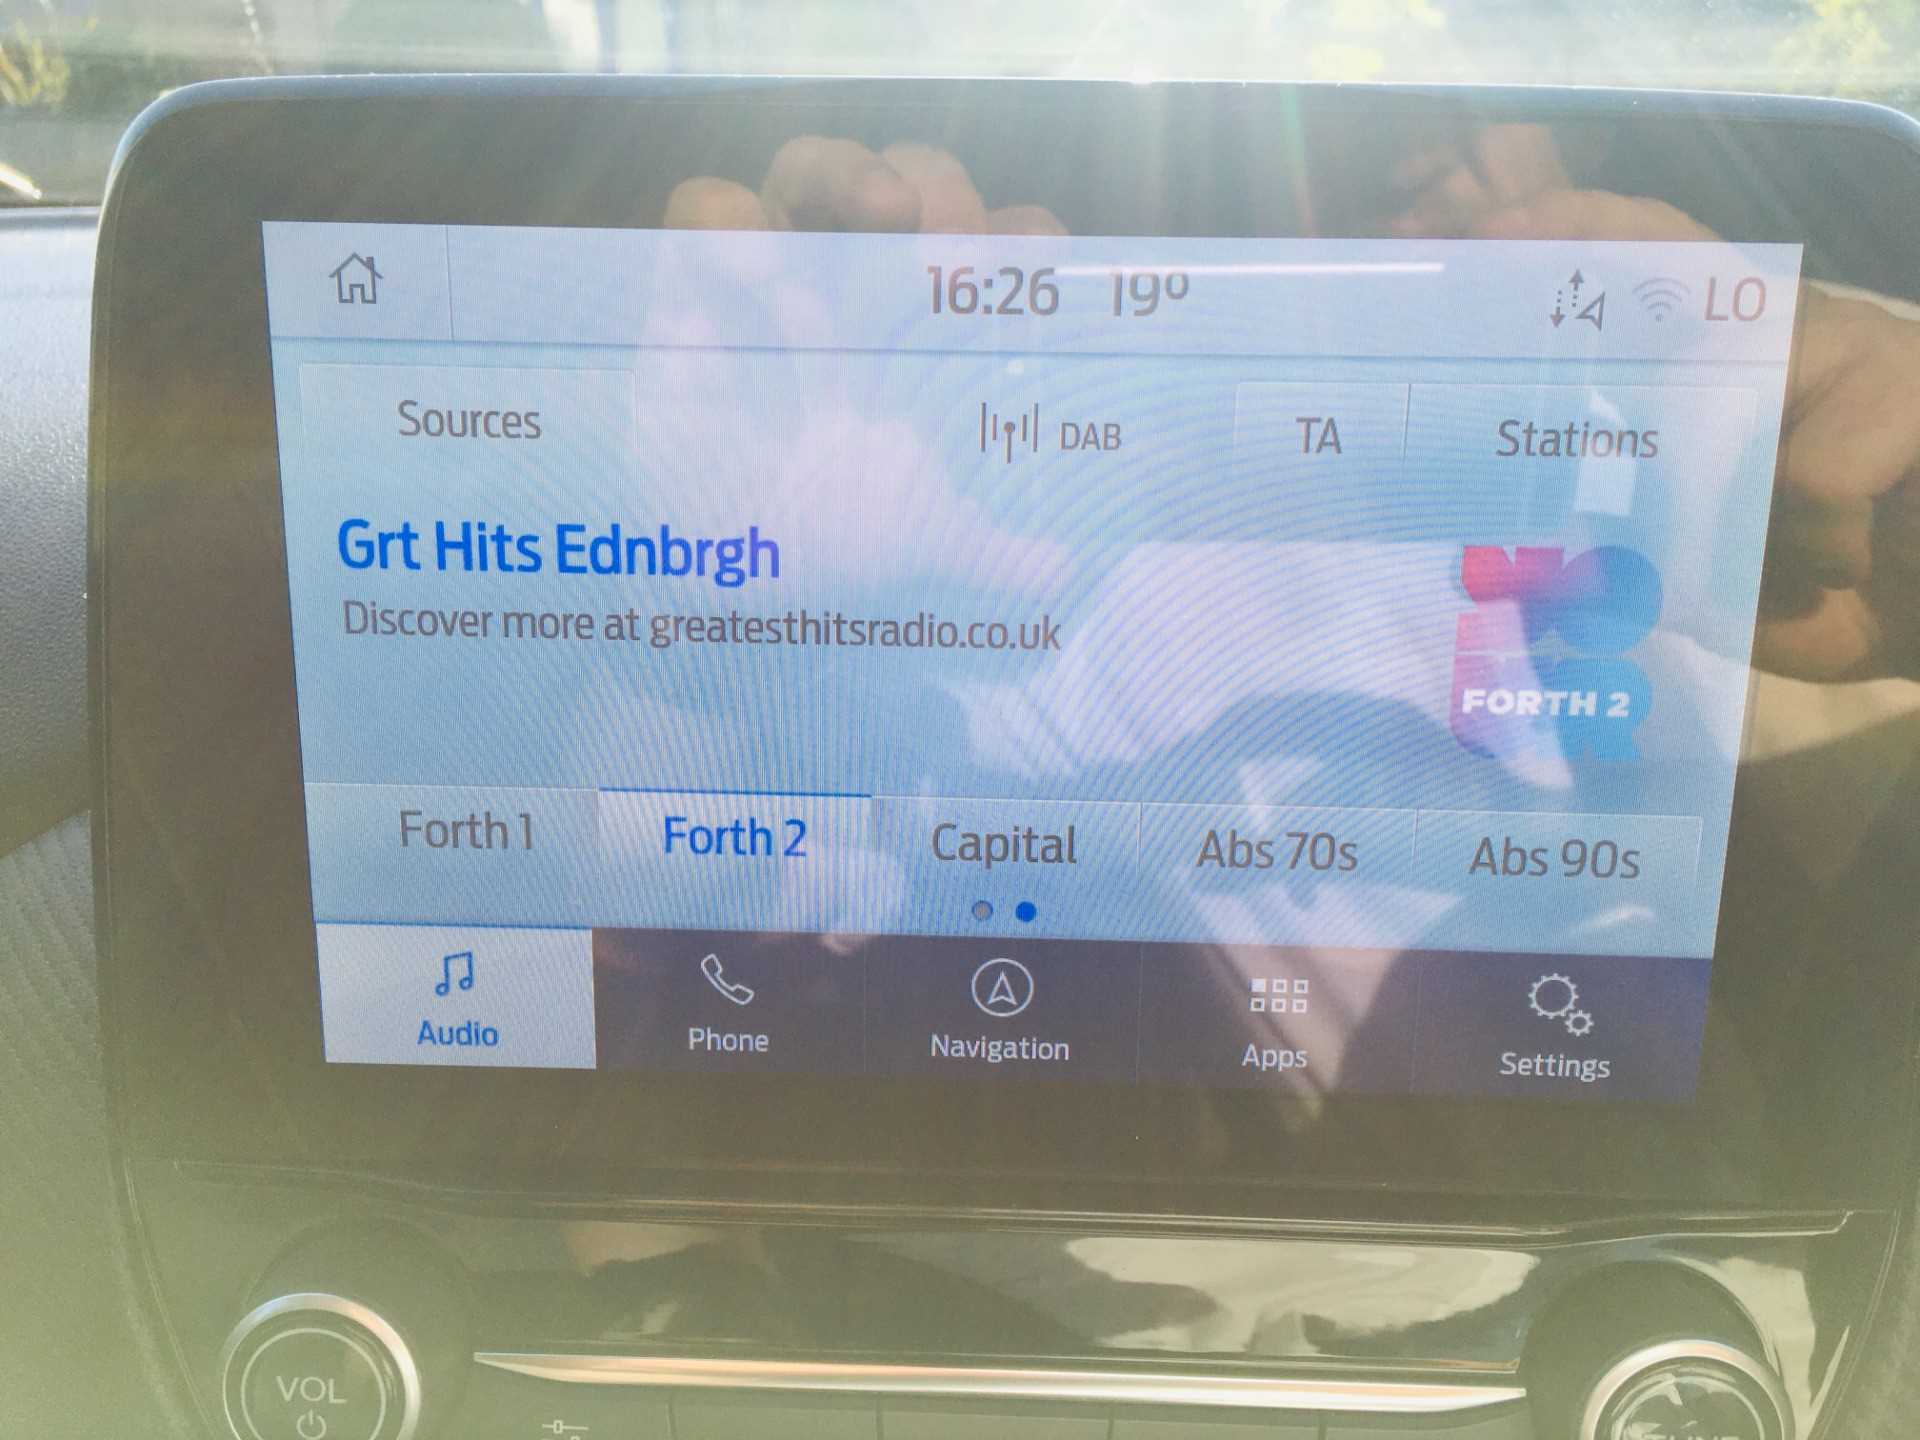 16:26 19º LO
Sources DAB TA Stations
Grt Hits Ednbrgh
Discover more at greatesthitsradio.co.uk
FORTH 2
Forth 1 Forth 2 Capital Abs 70s Abs 90s
Audio Phone Navigation Apps Settings
VOL